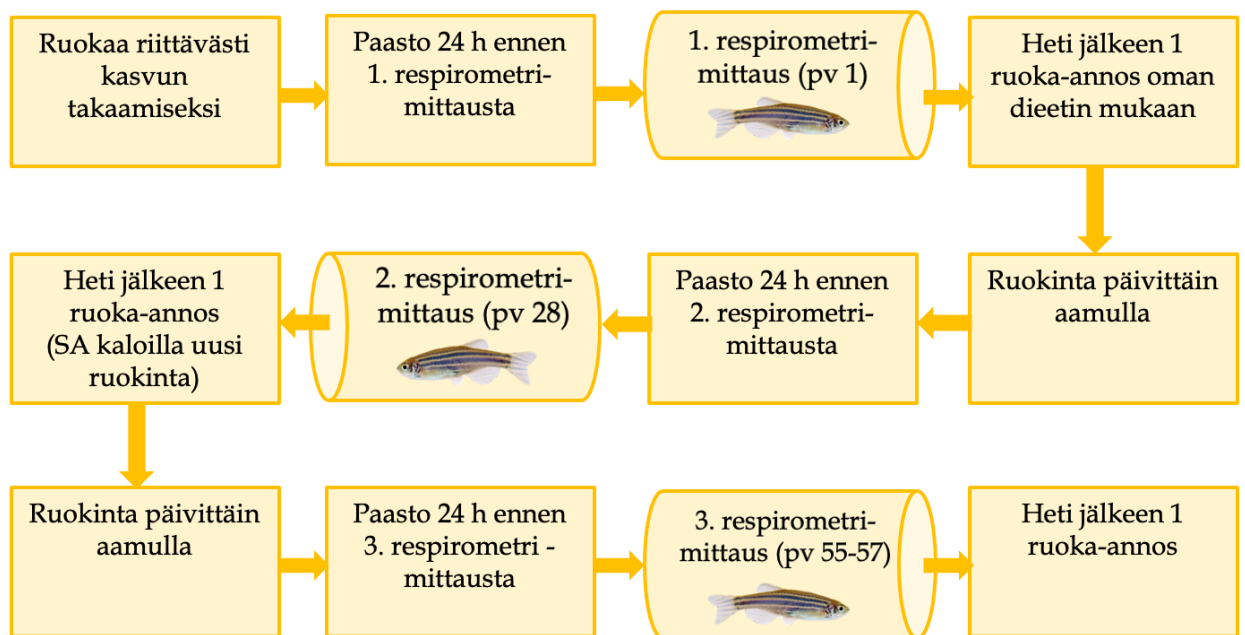 Ruokaa riittävästi
kasvun
takaamiseksi
Paasto 24 h ennen
1. respirometri-
mittausta
1. respirometri-
mittaus (pv 1)
Heti jälkeen 1
ruoka-annos oman
dieetin mukaan
Ruokinta päivittäin
aamulla
Paasto 24 h ennen
2. respirometri-
mittausta
2. respirometri-
mittaus (pv 28)
Heti jälkeen 1
ruoka-annos
(SA kaloilla uusi
ruokinta)
Ruokinta päivittäin
aamulla
Paasto 24 h ennen
3. respirometri -
mittausta
3. respirometri-
mittaus (pv 55-57)
Heti jälkeen 1
ruoka-annos